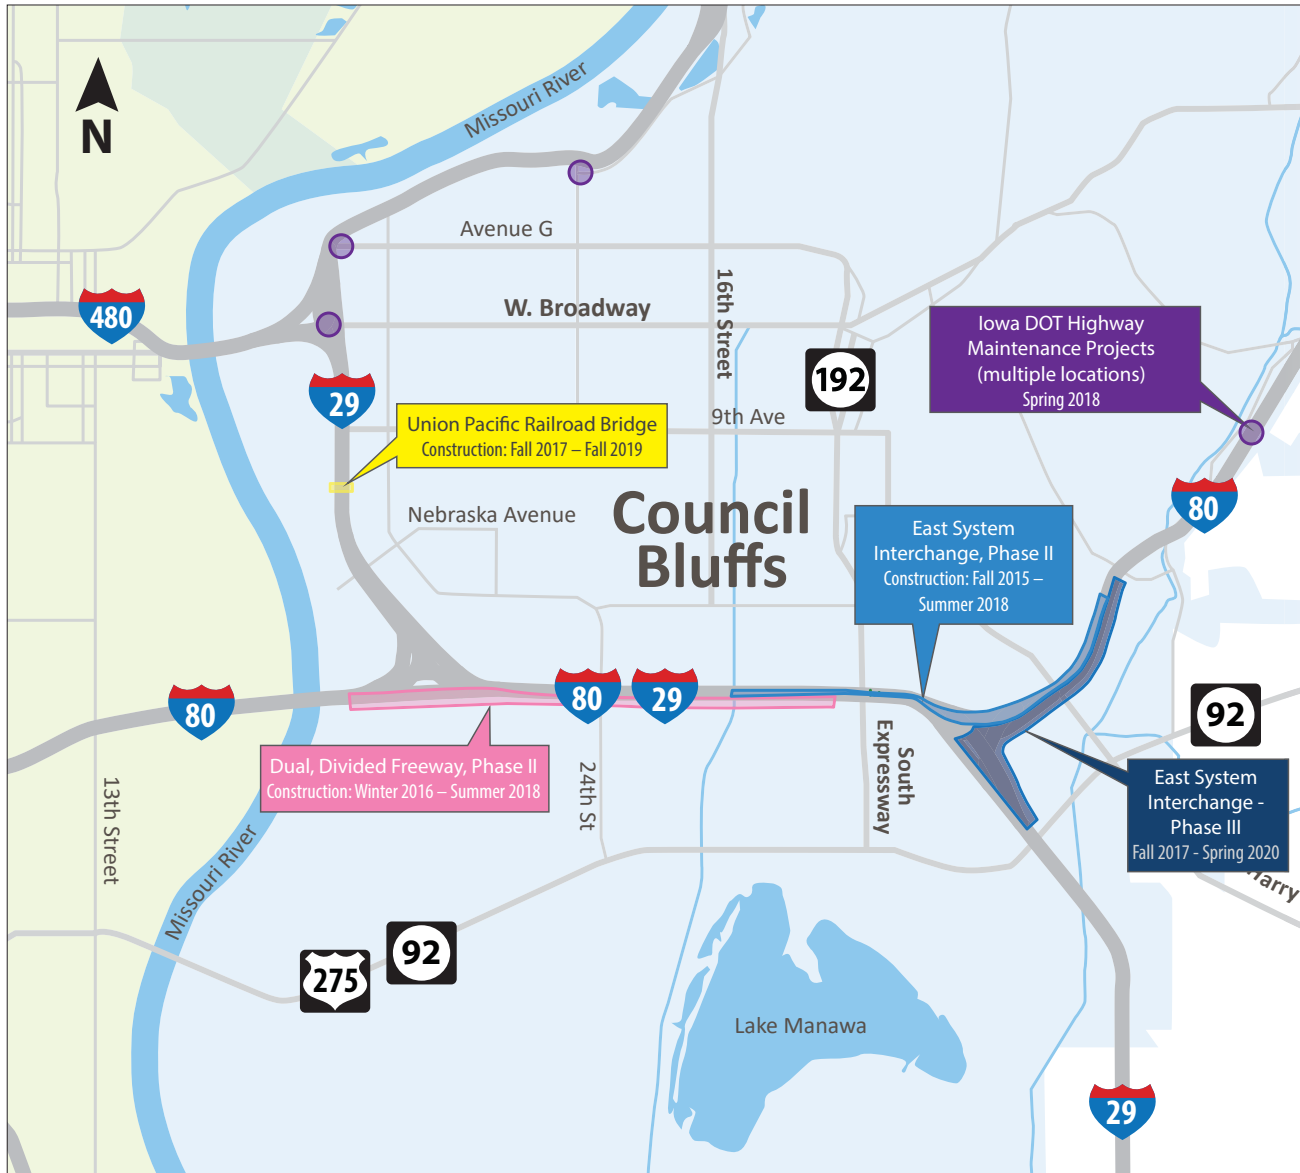 N
Missouri River
Avenue G
480
W. Broadway
16th Street
Iowa DOT Highway
Maintenance Projects
(multiple locations)
Spring 2018
192
29
Union Pacific Railroad Bridge
Construction: Fall 2017 – Fall 2019
9th Ave
80
Nebraska Avenue
Council
Bluffs
East System
Interchange, Phase II
Construction: Fall 2015 –
Summer 2018
80
80
29
92
Dual, Divided Freeway, Phase II
Construction: Winter 2016 – Summer 2018
13th Street
24th St
South
Expressway
East System
Interchange -
Phase III
Fall 2017 - Spring 2020
Harry
Missouri River
275
92
Lake Manawa
29